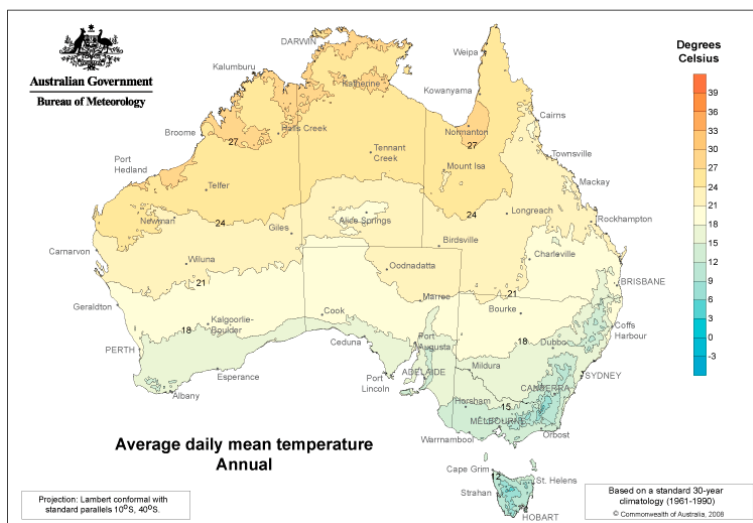 Australian Government
Bureau of Meteorology
Degrees
Celsius
39
36
33
30
27
24
21
18
15
12
9
6
3
0
-3
DARWIN
Kalumburu
Katherine
Weipa
Kowanyama
Cairns
Broome
Halls Creek
27
Normanton
27
Tennant
Creek
Townsville
Mount Isa
Port
Hedland
Telfer
Mackay
24
24
Newman
Giles
Alice Springs
Longreach
Rockhampton
Birdsville
Carnarvon
Wiluna
Charleville
Oodnadatta
21
21
BRISBANE
Geraldton
Marree
Bourke
Cook
Kalgoorlie-
Boulder
18
18
Coffs
Harbour
Ceduna
Port
Augusta
Dubbo
PERTH
Mildura
SYDNEY
Esperance
Port
Lincoln
ADELAIDE
CANBERRA
Albany
Horsham
15
MELBOURNE
Warrnambool
Orbost
Average daily mean temperature
Annual
Cape Grim
12
St. Helens
Strahan
HOBART
Projection: Lambert conformal with
standard parallels 10°S, 40°S.
Based on a standard 30-year
climatology (1961-1990)
© Commonwealth of Australia, 2008